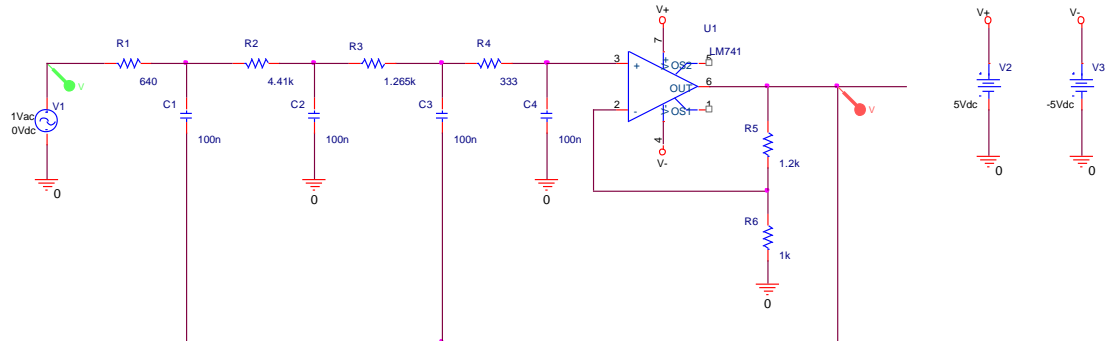 R1
640
R2
4.41k
R3
1.265k
R4
333
V
V1
1Vac
0Vdc
0
C1
100n
C2
100n
0
C3
100n
C4
100n
0
U1
LM741
V+
7
3
+
V+
OS2
5
6
OUT
2
-
V-
OS1
1
4
V-
R5
1.2k
R6
1k
0
V
V+
V2
+
-
5Vdc
0
V-
V3
+
-
-5Vdc
0